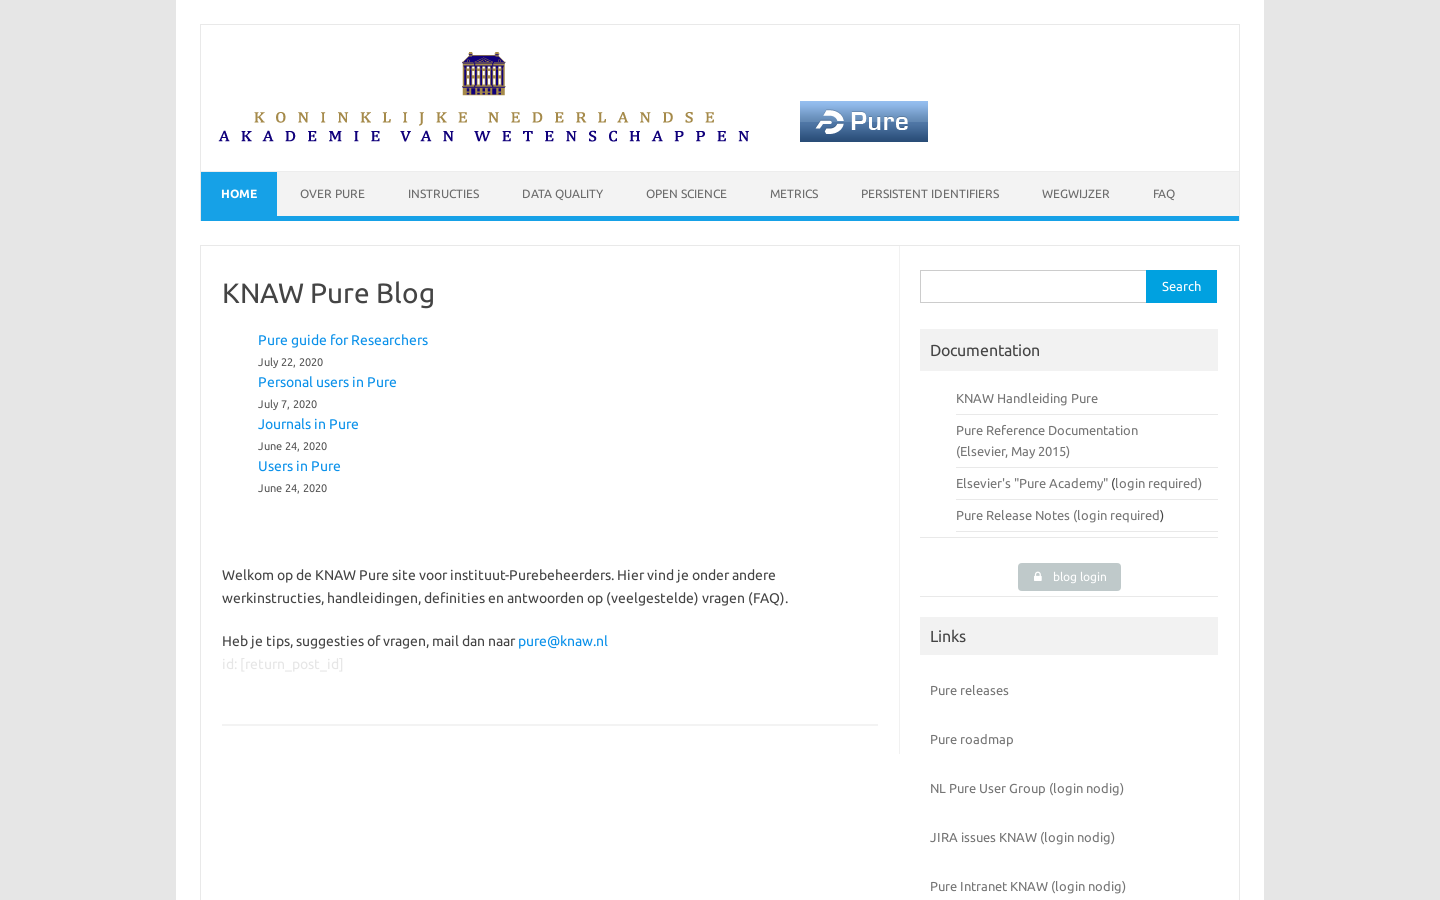 KONINKLIJKE NEDERLANDSE
AKADEMIE VAN WETENSCHAPPEN
Pure
HOME
OVER PURE
INSTRUCTIES
DATA QUALITY
OPEN SCIENCE
METRICS
PERSISTENT IDENTIFIERS
WEGWIJZER
FAQ
KNAW Pure Blog
Pure guide for Researchers
July 22, 2020
Personal users in Pure
July 7, 2020
Journals in Pure
June 24, 2020
Users in Pure
June 24, 2020
Welkom op de KNAW Pure site voor instituut-Purebeheerders. Hier vind je onder andere
werkinstructies, handleidingen, definities en antwoorden op (veelgestelde) vragen (FAQ).
Heb je tips, suggesties of vragen, mail dan naar pure@knaw.nl
id: [return_post_id]
Search
Documentation
KNAW Handleiding Pure
Pure Reference Documentation
(Elsevier, May 2015)
Elsevier's "Pure Academy" (login required)
Pure Release Notes (login required)
blog login
Links
Pure releases
Pure roadmap
NL Pure User Group (login nodig)
JIRA issues KNAW (login nodig)
Pure Intranet KNAW (login nodig)